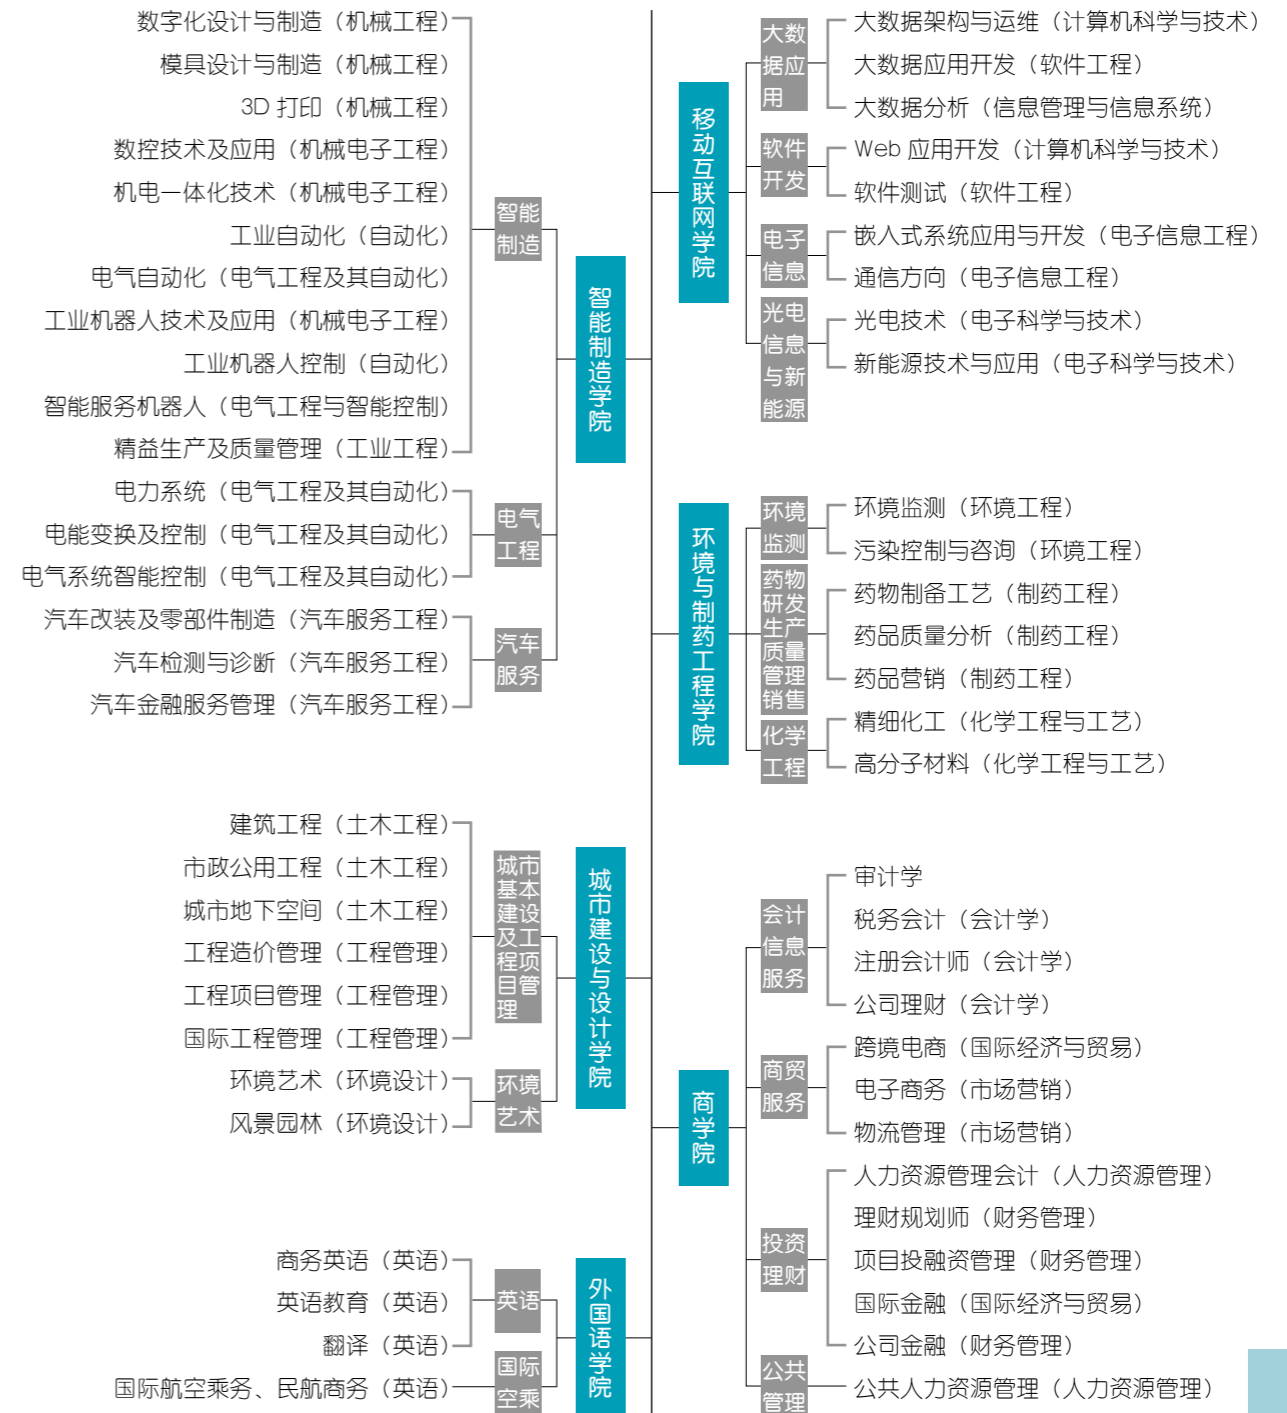 数字化设计与制造（机械工程）
模具设计与制造（机械工程）
3D 打印（机械工程）
数控技术及应用（机械电子工程）
机电一体化技术（机械电子工程）
工业自动化（自动化）
电气自动化（电气工程及其自动化）
工业机器人技术及应用（机械电子工程）
工业机器人控制（自动化）
智能服务机器人（电气工程与智能控制）
精益生产及质量管理（工业工程）
智能
制造
电力系统（电气工程及其自动化）
电能变换及控制（电气工程及其自动化）
电气系统智能控制（电气工程及其自动化）
电气
工程
汽车改装及零部件制造（汽车服务工程）
汽车检测与诊断（汽车服务工程）
汽车金融服务管理（汽车服务工程）
汽车
服务
智能制造学院
建筑工程（土木工程）
市政公用工程（土木工程）
城市地下空间（土木工程）
工程造价管理（工程管理）
工程项目管理（工程管理）
国际工程管理（工程管理）
城市
基本
建设
及工
程项
目管
理
环境艺术（环境设计）
风景园林（环境设计）
环境
艺术
城市建设与设计学院
商务英语（英语）
英语教育（英语）
翻译（英语）
英语
国际航空乘务、民航商务（英语）
国际
空乘
外国语学院
移动互联网学院
大数
据应
用
大数据架构与运维（计算机科学与技术）
大数据应用开发（软件工程）
大数据分析（信息管理与信息系统）
软件
开发
Web 应用开发（计算机科学与技术）
软件测试（软件工程）
电子
信息
嵌入式系统应用与开发（电子信息工程）
通信方向（电子信息工程）
光电
信息
与新
能源
光电技术（电子科学与技术）
新能源技术与应用（电子科学与技术）
环境与制药工程学院
环境
监测
环境监测（环境工程）
污染控制与咨询（环境工程）
药物
研发
生产
质量
管理
销售
药物制备工艺（制药工程）
药品质量分析（制药工程）
药品营销（制药工程）
化学
工程
精细化工（化学工程与工艺）
高分子材料（化学工程与工艺）
商学院
会计
信息
服务
审计学
税务会计（会计学）
注册会计师（会计学）
公司理财（会计学）
商贸
服务
跨境电商（国际经济与贸易）
电子商务（市场营销）
物流管理（市场营销）
投资
理财
人力资源管理会计（人力资源管理）
理财规划师（财务管理）
项目投融资管理（财务管理）
国际金融（国际经济与贸易）
公司金融（财务管理）
公共
管理
公共人力资源管理（人力资源管理）